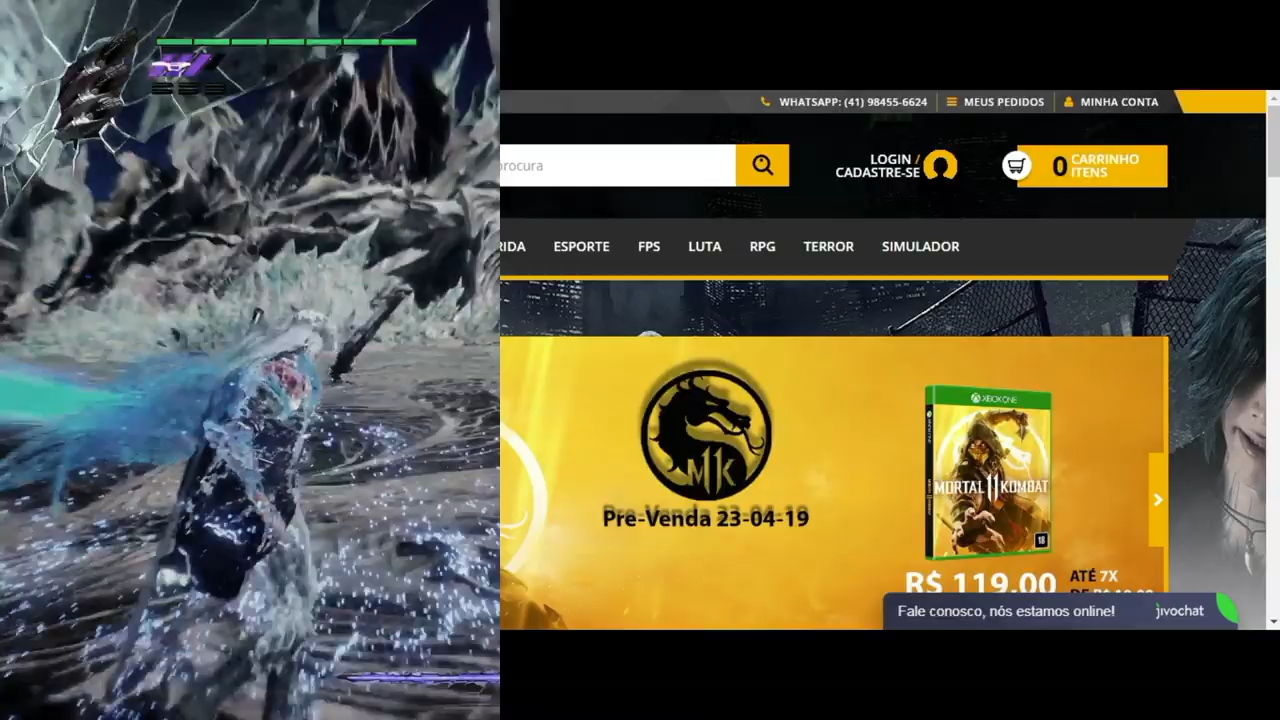 WHATSAPP: (41) 98455-6624
MEUS PEDIDOS
MINHA CONTA
procura
LOGIN /
CADASTRE-SE
0
CARRINHO
ITENS
RIDA
ESPORTE
FPS
LUTA
RPG
TERROR
SIMULADOR
XBOX ONE
MORTAL 11 KOMBAT
18
MK
Pre-Venda 23-04-19
R$ 119,00
ATÉ 7X
Fale conosco, nós estamos online!
jivochat